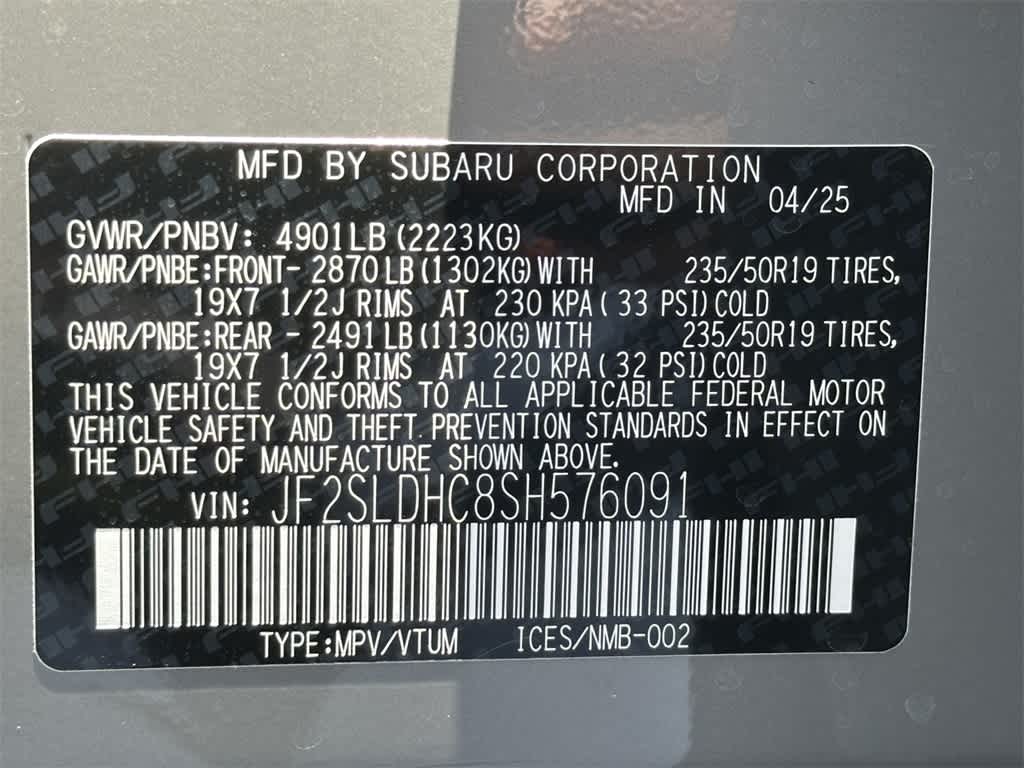 MFD BY SUBARU CORPORATION
MFD IN 04/25
GVWR/PNBV: 4901LB (2223KG)
GAWR/PNBE:FRONT- 2870LB(1302KG)WITH 235/50R19 TIRES,
19X7 1/2J RIMS AT 230 KPA( 33 PSI)COLD
GAWR/PNBE:REAR - 2491LB(1130KG)WITH 235/50R19 TIRES,
19X7 1/2J RIMS AT 220 KPA( 32 PSI)COLD
THIS VEHICLE CONFORMS TO ALL APPLICABLE FEDERAL MOTOR
VEHICLE SAFETY AND THEFT PREVENTION STANDARDS IN EFFECT ON
THE DATE OF MANUFACTURE SHOWN ABOVE.
VIN: JF2SLDHC8SH576091
TYPE:MPV/VTUM ICES/NMB-002